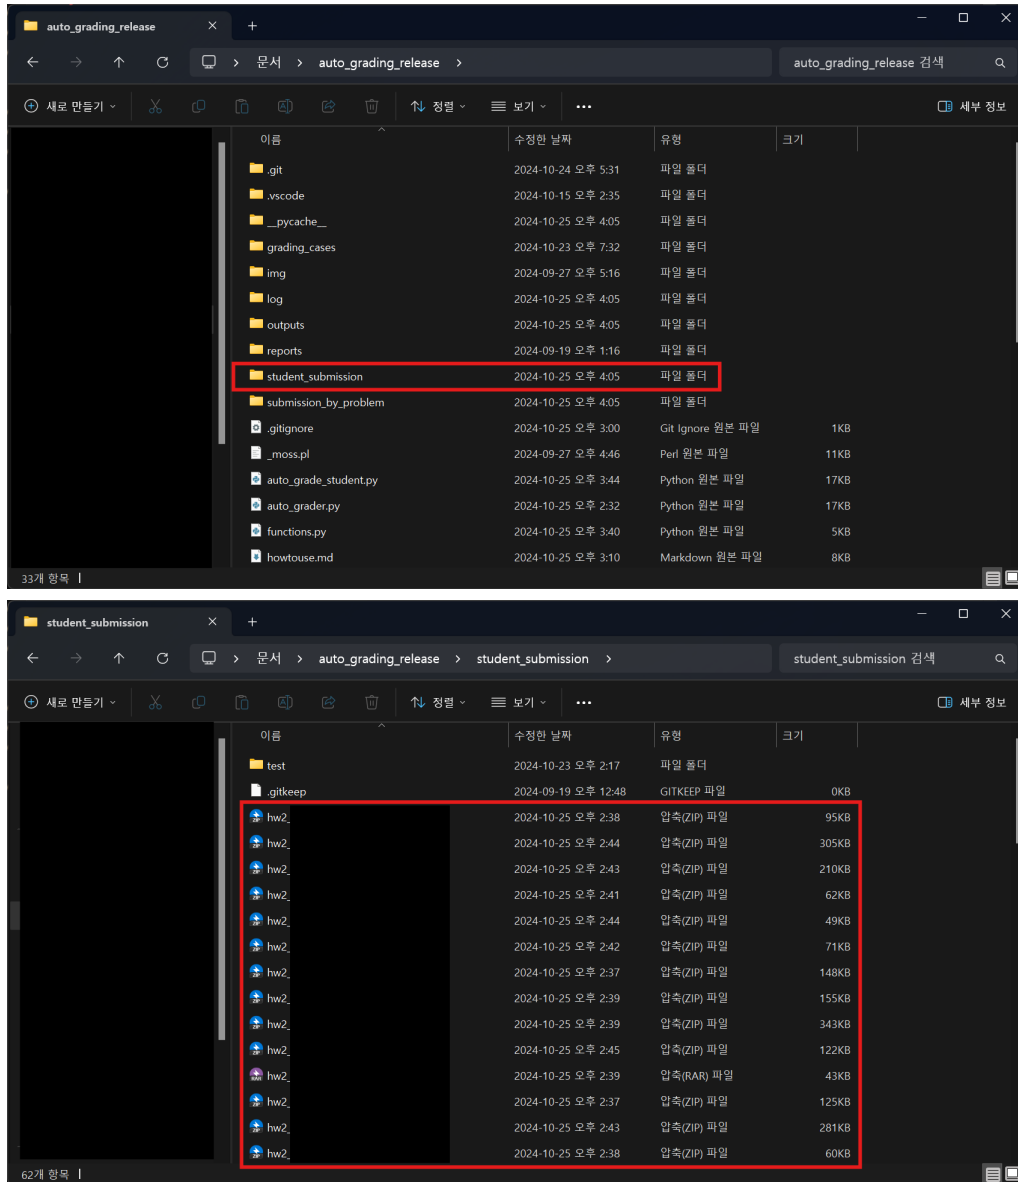 auto_grading_release
문서 > auto_grading_release >
auto_grading_release 검색
새로 만들기
정렬
보기
세부 정보
이름 수정한 날짜 유형 크기
.git 2024-10-24 오후 5:31 파일 폴더
.vscode 2024-10-15 오후 2:35 파일 폴더
__pycache__ 2024-10-25 오후 4:05 파일 폴더
grading_cases 2024-10-23 오후 7:32 파일 폴더
img 2024-09-27 오후 5:16 파일 폴더
log 2024-10-25 오후 4:05 파일 폴더
outputs 2024-10-25 오후 4:05 파일 폴더
reports 2024-09-19 오후 1:16 파일 폴더
student_submission 2024-10-25 오후 4:05 파일 폴더
submission_by_problem 2024-10-25 오후 4:05 파일 폴더
.gitignore 2024-10-25 오후 3:00 Git Ignore 원본 파일 1KB
_moss.pl 2024-09-27 오후 4:46 Perl 원본 파일 11KB
auto_grade_student.py 2024-10-25 오후 3:44 Python 원본 파일 17KB
auto_grader.py 2024-10-25 오후 2:32 Python 원본 파일 17KB
functions.py 2024-10-25 오후 3:40 Python 원본 파일 5KB
howtouse.md 2024-10-25 오후 3:10 Markdown 원본 파일 8KB
33개 항목
student_submission
문서 > auto_grading_release > student_submission >
student_submission 검색
새로 만들기
정렬
보기
세부 정보
이름 수정한 날짜 유형 크기
test 2024-10-23 오후 2:17 파일 폴더
.gitkeep 2024-09-19 오후 12:48 GITKEEP 파일 0KB
ZIP hw2_ 2024-10-25 오후 2:38 압축(ZIP) 파일 95KB
ZIP hw2_ 2024-10-25 오후 2:44 압축(ZIP) 파일 305KB
ZIP hw2_ 2024-10-25 오후 2:43 압축(ZIP) 파일 210KB
ZIP hw2_ 2024-10-25 오후 2:41 압축(ZIP) 파일 62KB
ZIP hw2_ 2024-10-25 오후 2:44 압축(ZIP) 파일 49KB
ZIP hw2_ 2024-10-25 오후 2:42 압축(ZIP) 파일 71KB
ZIP hw2_ 2024-10-25 오후 2:37 압축(ZIP) 파일 148KB
ZIP hw2_ 2024-10-25 오후 2:39 압축(ZIP) 파일 155KB
ZIP hw2_ 2024-10-25 오후 2:39 압축(ZIP) 파일 343KB
ZIP hw2_ 2024-10-25 오후 2:45 압축(ZIP) 파일 122KB
RAR hw2_ 2024-10-25 오후 2:39 압축(RAR) 파일 43KB
ZIP hw2_ 2024-10-25 오후 2:37 압축(ZIP) 파일 125KB
ZIP hw2_ 2024-10-25 오후 2:43 압축(ZIP) 파일 281KB
ZIP hw2_ 2024-10-25 오후 2:38 압축(ZIP) 파일 60KB
62개 항목